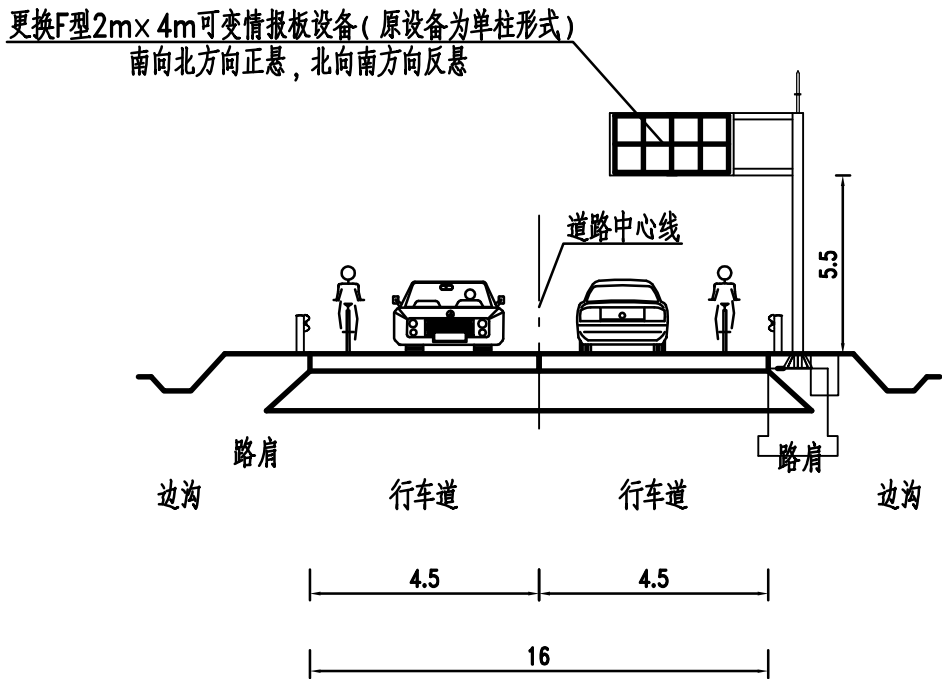 更换F型2m×4m可变情报板设备(原设备为单柱形式)
南向北方向正悬,北向南方向反悬
道路中心线
5.5
路肩
路肩
边沟
行车道
行车道
边沟
4.5
4.5
16